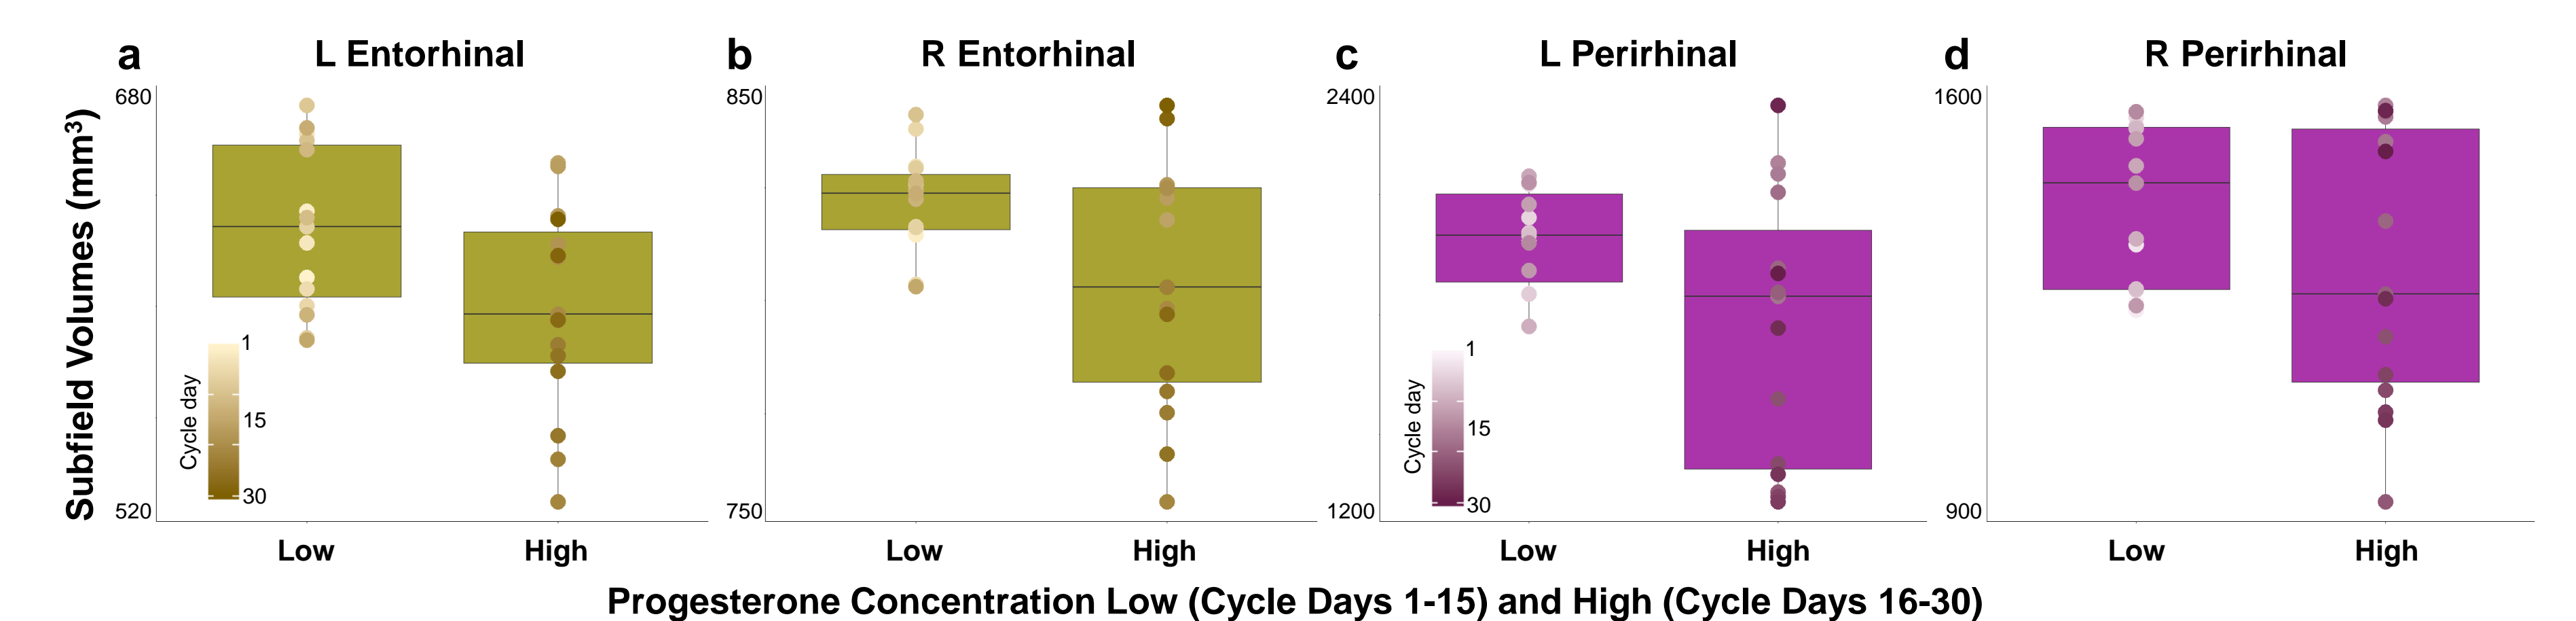 a L Entorhinal
b R Entorhinal
c L Perirhinal
d R Perirhinal
Subfield Volumes (mm³)
680
520
Cycle day
1
15
30
Low High
850
750
Low High
2400
1200
Cycle day
1
15
30
Low High
1600
900
Low High
Progesterone Concentration Low (Cycle Days 1-15) and High (Cycle Days 16-30)